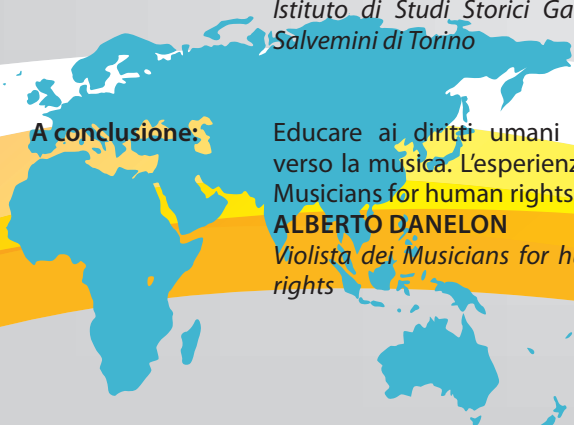 Istituto di Studi Storici Ga
Salvemini di Torino
A conclusione: Educare ai diritti umani
verso la musica. L'esperienz
Musicians for human rights
ALBERTO DANELON
Violista dei Musicians for hu
rights